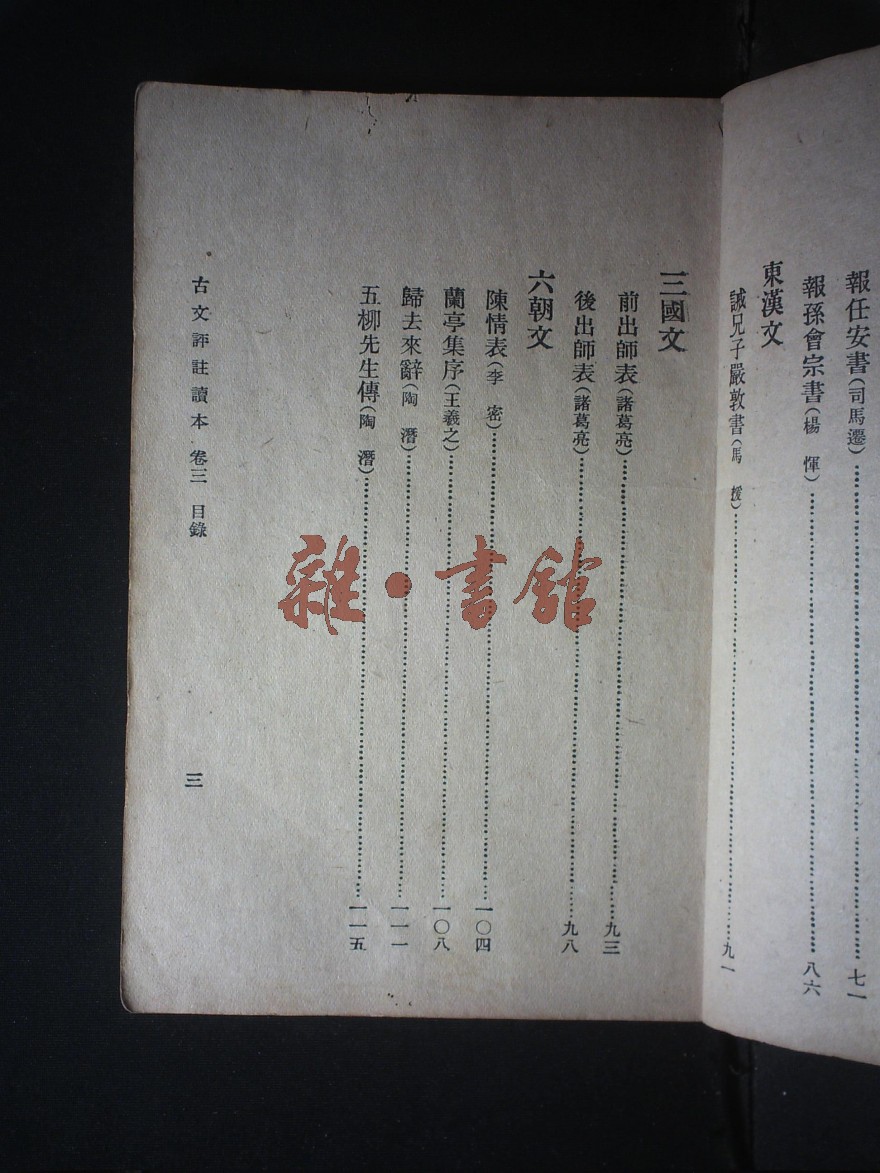 報任安書(司馬遷)……七一
報孫會宗書(楊惲)……八六
東漢文
誡兄子嚴敦書(馬援)……九一
三國文
前出師表(諸葛亮)……九三
後出師表(諸葛亮)……九八
六朝文
陳情表(李密)……一〇四
蘭亭集序(王羲之)……一〇八
歸去來辭(陶潛)……一一一
五柳先生傳(陶潛)……一一五
古文評註讀本 卷三 目錄
三
雜·書館